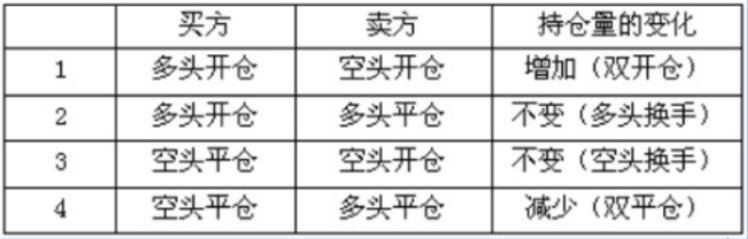 买方 卖方 持仓量的变化
1 多头开仓 空头开仓 增加（双开仓）
2 多头开仓 多头平仓 不变（多头换手）
3 空头平仓 空头开仓 不变（空头换手）
4 空头平仓 多头平仓 减少（双平仓）